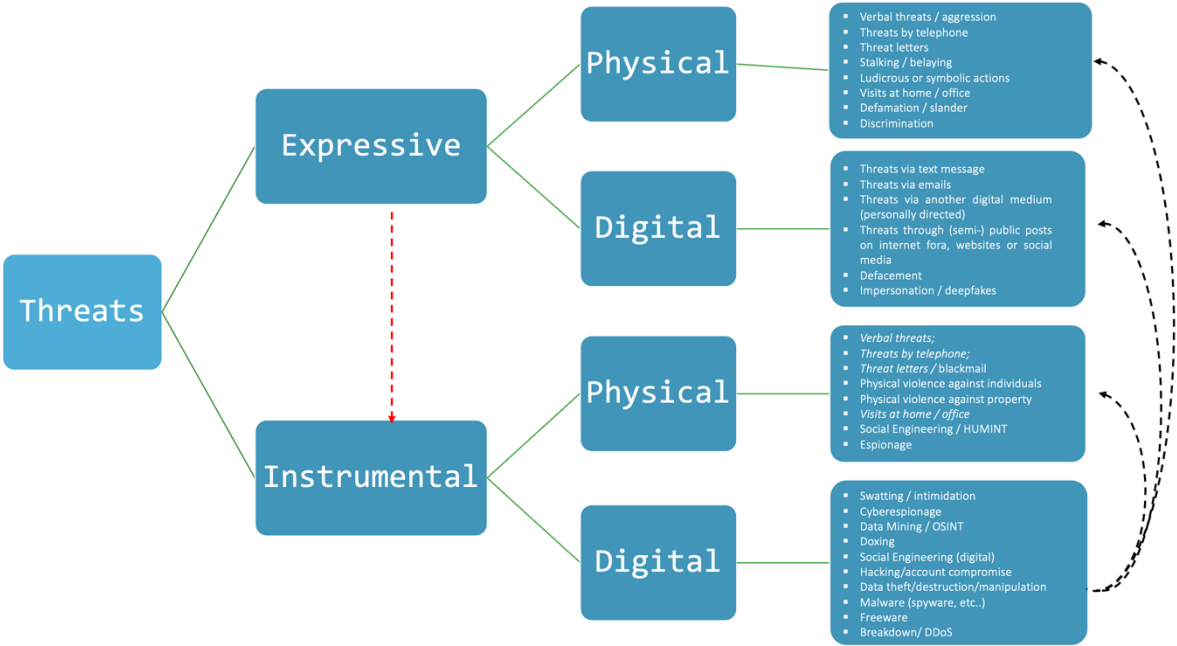 Threats
Expressive
Physical
▪ Verbal threats / aggression
▪ Threats by telephone
▪ Threat letters
▪ Stalking / belaying
▪ Ludicrous or symbolic actions
▪ Visits at home / office
▪ Defamation / slander
▪ Discrimination
Digital
▪ Threats via text message
▪ Threats via emails
▪ Threats via another digital medium
(personally directed)
▪ Threats through (semi-) public posts
on internet fora, websites or social
media
▪ Defacement
▪ Impersonation / deepfakes
Instrumental
Physical
▪ Verbal threats;
▪ Threats by telephone;
▪ Threat letters / blackmail
▪ Physical violence against individuals
▪ Physical violence against property
▪ Visits at home / office
▪ Social Engineering / HUMINT
▪ Espionage
Digital
▪ Swatting / intimidation
▪ Cyberespionage
▪ Data Mining / OSINT
▪ Doxing
▪ Social Engineering (digital)
▪ Hacking/account compromise
▪ Data theft/destruction/manipulation
▪ Malware (spyware, etc..)
▪ Freeware
▪ Breakdown/ DDoS